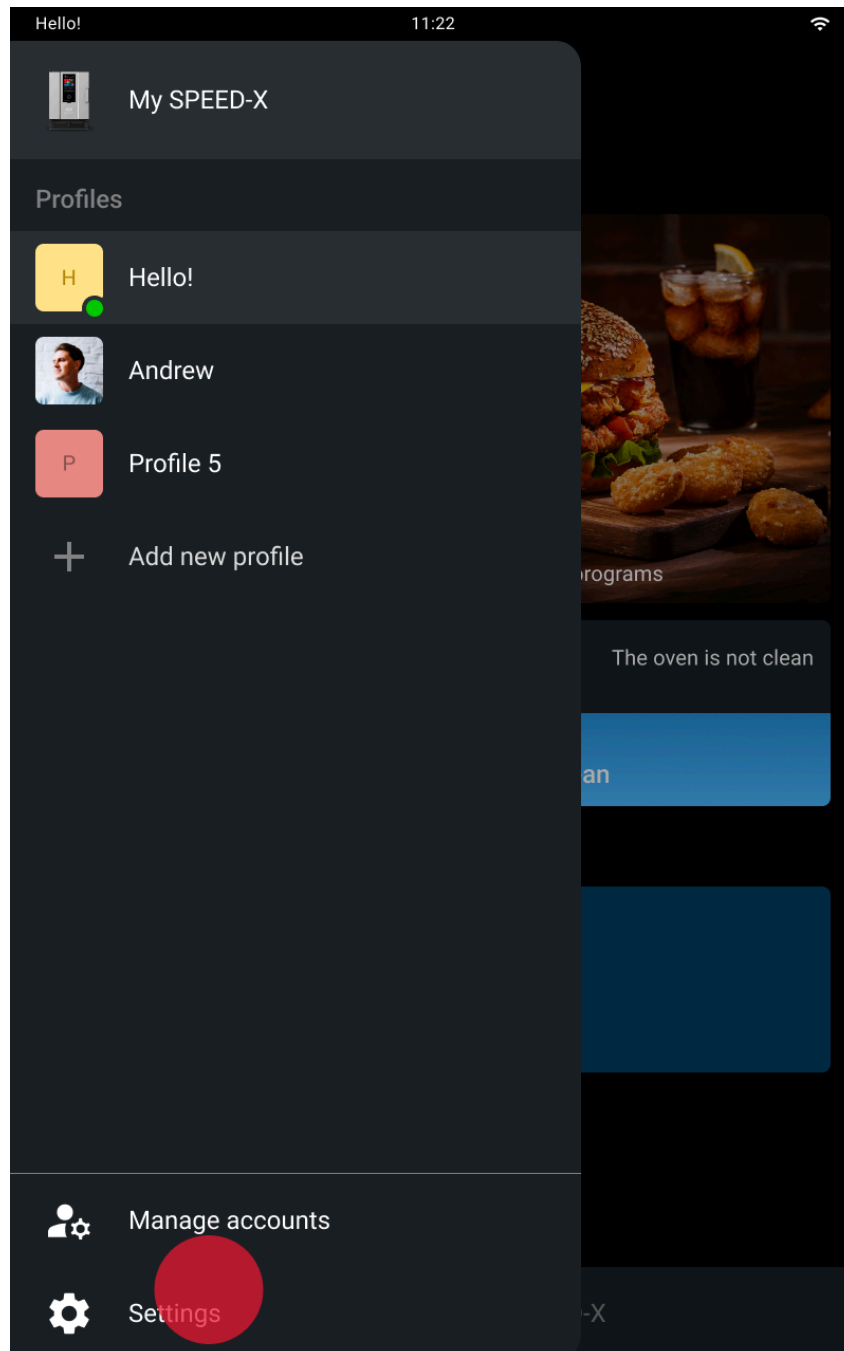 Hello!
11:22
My SPEED-X
Profiles
H
Hello!
Andrew
P
Profile 5
Add new profile
rograms
The oven is not clean
an
Manage accounts
Settings
-X